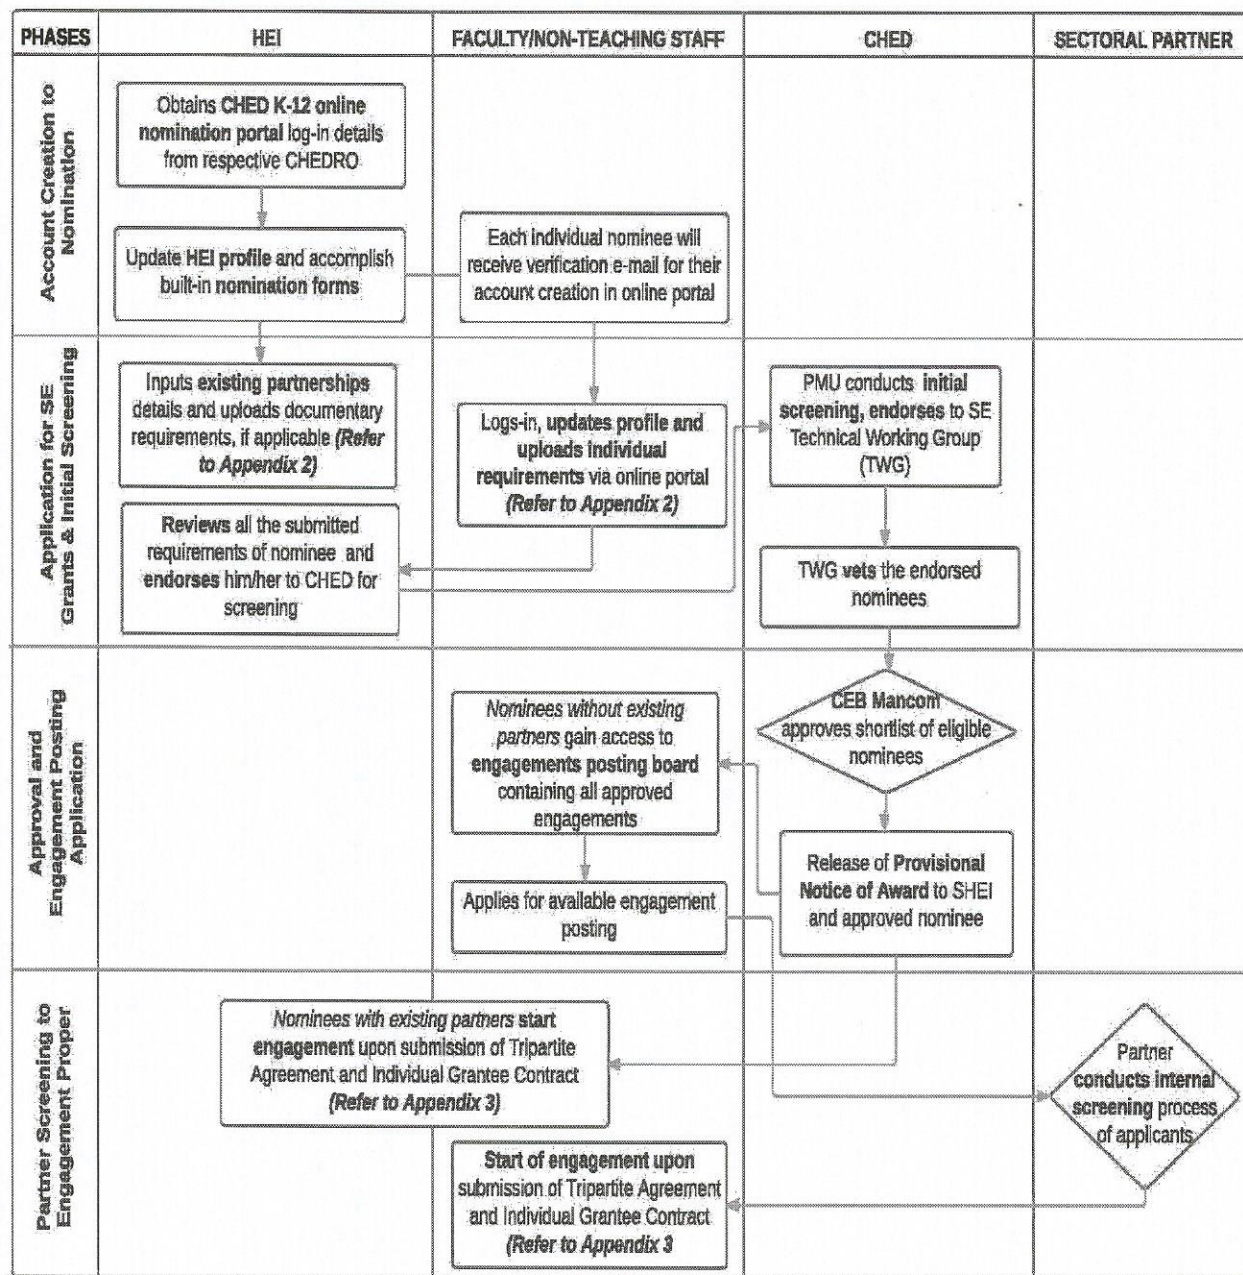 PHASES
HEI
FACULTY/NON-TEACHING STAFF
CHED
SECTORAL PARTNER
Account Creation to
Nomination
Obtains CHED K-12 online
nomination portal log-in details
from respective CHEDRO
Update HEI profile and accomplish
built-in nomination forms
Each individual nominee will
receive verification e-mail for their
account creation in online portal
Application for SE
Grants & Initial Screening
Inputs existing partnerships
details and uploads documentary
requirements, if applicable (Refer
to Appendix 2)
Reviews all the submitted
requirements of nominee and
endorses him/her to CHED for
screening
Logs-in, updates profile and
uploads individual
requirements via online portal
(Refer to Appendix 2)
PMU conducts initial
screening, endorses to SE
Technical Working Group
(TWG)
TWG vets the endorsed
nominees
Approval and
Engagement Posting
Application
Nominees without existing
partners gain access to
engagements posting board
containing all approved
engagements
Applies for available engagement
posting
CEB Mancom
approves shortlist of eligible
nominees
Release of Provisional
Notice of Award to SHEI
and approved nominee
Partner Screening to
Engagement Proper
Nominees with existing partners start
engagement upon submission of Tripartite
Agreement and Individual Grantee Contract
(Refer to Appendix 3)
Start of engagement upon
submission of Tripartite Agreement
and Individual Grantee Contract
(Refer to Appendix 3
Partner
conducts internal
screening process
of applicants